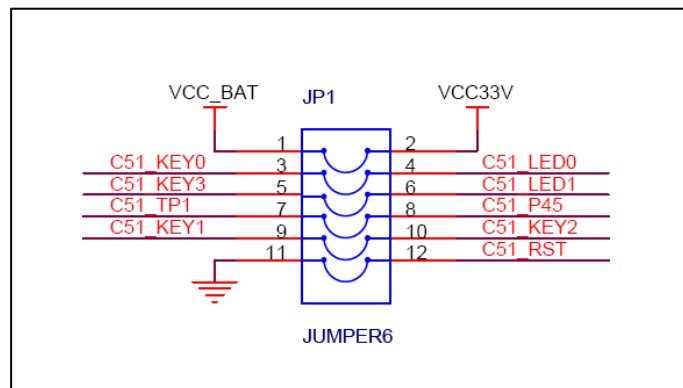 VCC_BAT JP1 VCC33V
1 2
C51_KEY0 3 4 C51_LED0
C51_KEY3 5 6 C51_LED1
C51_TP1 7 8 C51_P45
C51_KEY1 9 10 C51_KEY2
11 12 C51_RST
JUMPER6